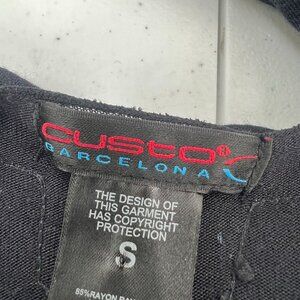 custo
BARCELONA
THE DESIGN OF
THIS GARMENT
HAS COPYRIGHT
PROTECTION
S